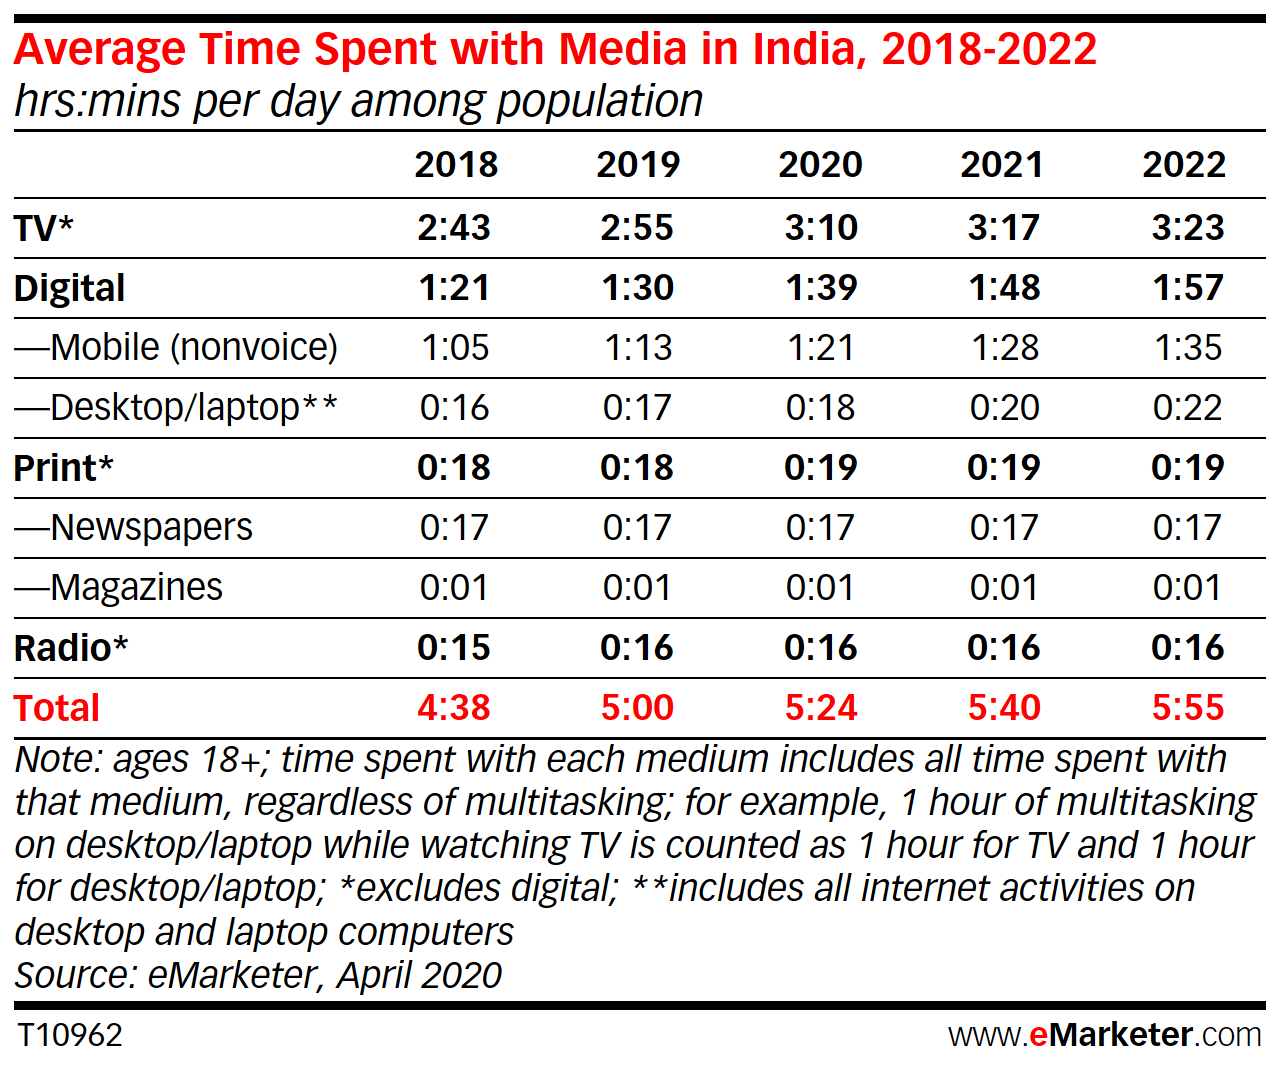 Average Time Spent with Media in India, 2018-2022
hrs:mins per day among population
2018 2019 2020 2021 2022
TV* 2:43 2:55 3:10 3:17 3:23
Digital 1:21 1:30 1:39 1:48 1:57
—Mobile (nonvoice) 1:05 1:13 1:21 1:28 1:35
—Desktop/laptop** 0:16 0:17 0:18 0:20 0:22
Print* 0:18 0:18 0:19 0:19 0:19
—Newspapers 0:17 0:17 0:17 0:17 0:17
—Magazines 0:01 0:01 0:01 0:01 0:01
Radio* 0:15 0:16 0:16 0:16 0:16
Total 4:38 5:00 5:24 5:40 5:55
Note: ages 18+; time spent with each medium includes all time spent with
that medium, regardless of multitasking; for example, 1 hour of multitasking
on desktop/laptop while watching TV is counted as 1 hour for TV and 1 hour
for desktop/laptop; *excludes digital; **includes all internet activities on
desktop and laptop computers
Source: eMarketer, April 2020
T10962 www.eMarketer.com